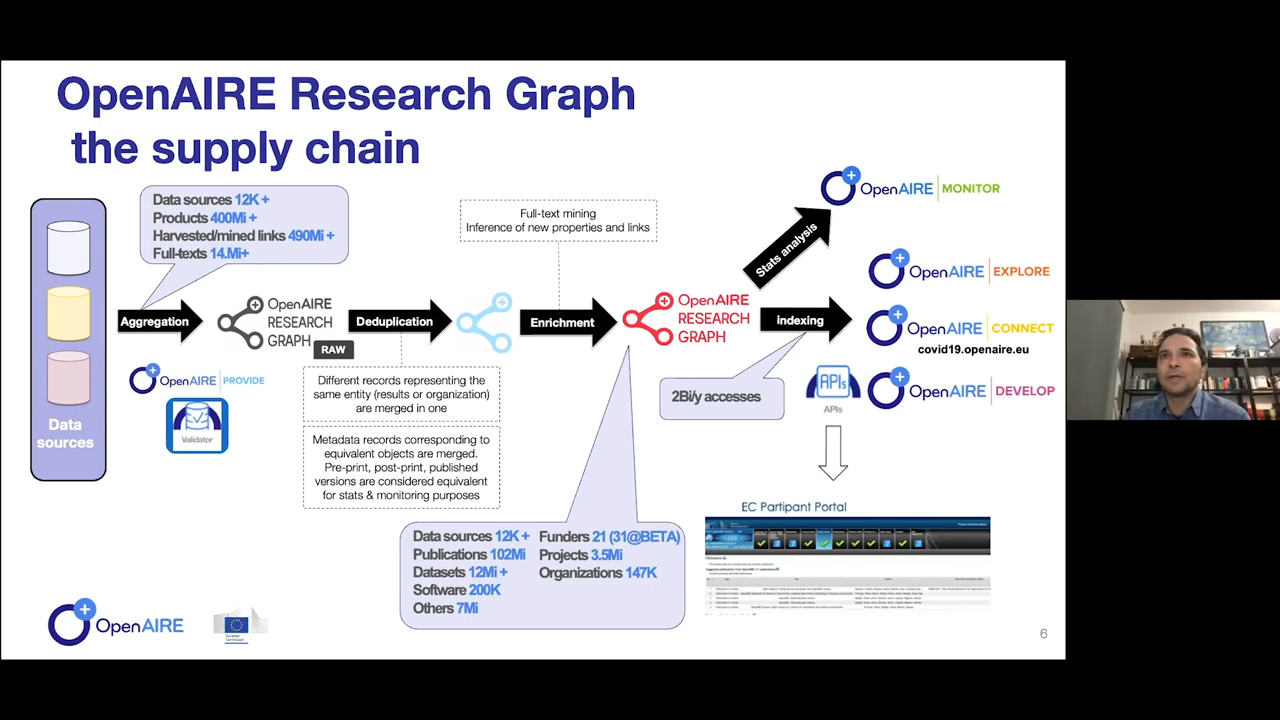 OpenAIRE Research Graph
the supply chain
Data sources 12K +
Products 400Mi +
Harvested/mined links 490Mi +
Full-texts 14.Mi+
Full-text mining
Inference of new properties and links
Stats analysis
OpenAIRE MONITOR
OpenAIRE EXPLORE
OpenAIRE CONNECT
covid19.openaire.eu
OpenAIRE DEVELOP
Data
sources
Aggregation
OpenAIRE
RESEARCH
GRAPH
RAW
Deduplication
Enrichment
OpenAIRE
RESEARCH
GRAPH
indexing
OpenAIRE PROVIDE
Validator
Different records representing the
same entity (results or organization)
are merged in one
Metadata records corresponding to
equivalent objects are merged.
Pre-print, post-print, published
versions are considered equivalent
for stats & monitoring purposes
2Bi/y accesses
APIs
APIs
EC Partipant Portal
Data sources 12K +
Publications 102Mi
Datasets 12Mi +
Software 200K
Others 7Mi
Funders 21 (31@BETA)
Projects 3.5Mi
Organizations 147K
OpenAIRE
European
Commission
6